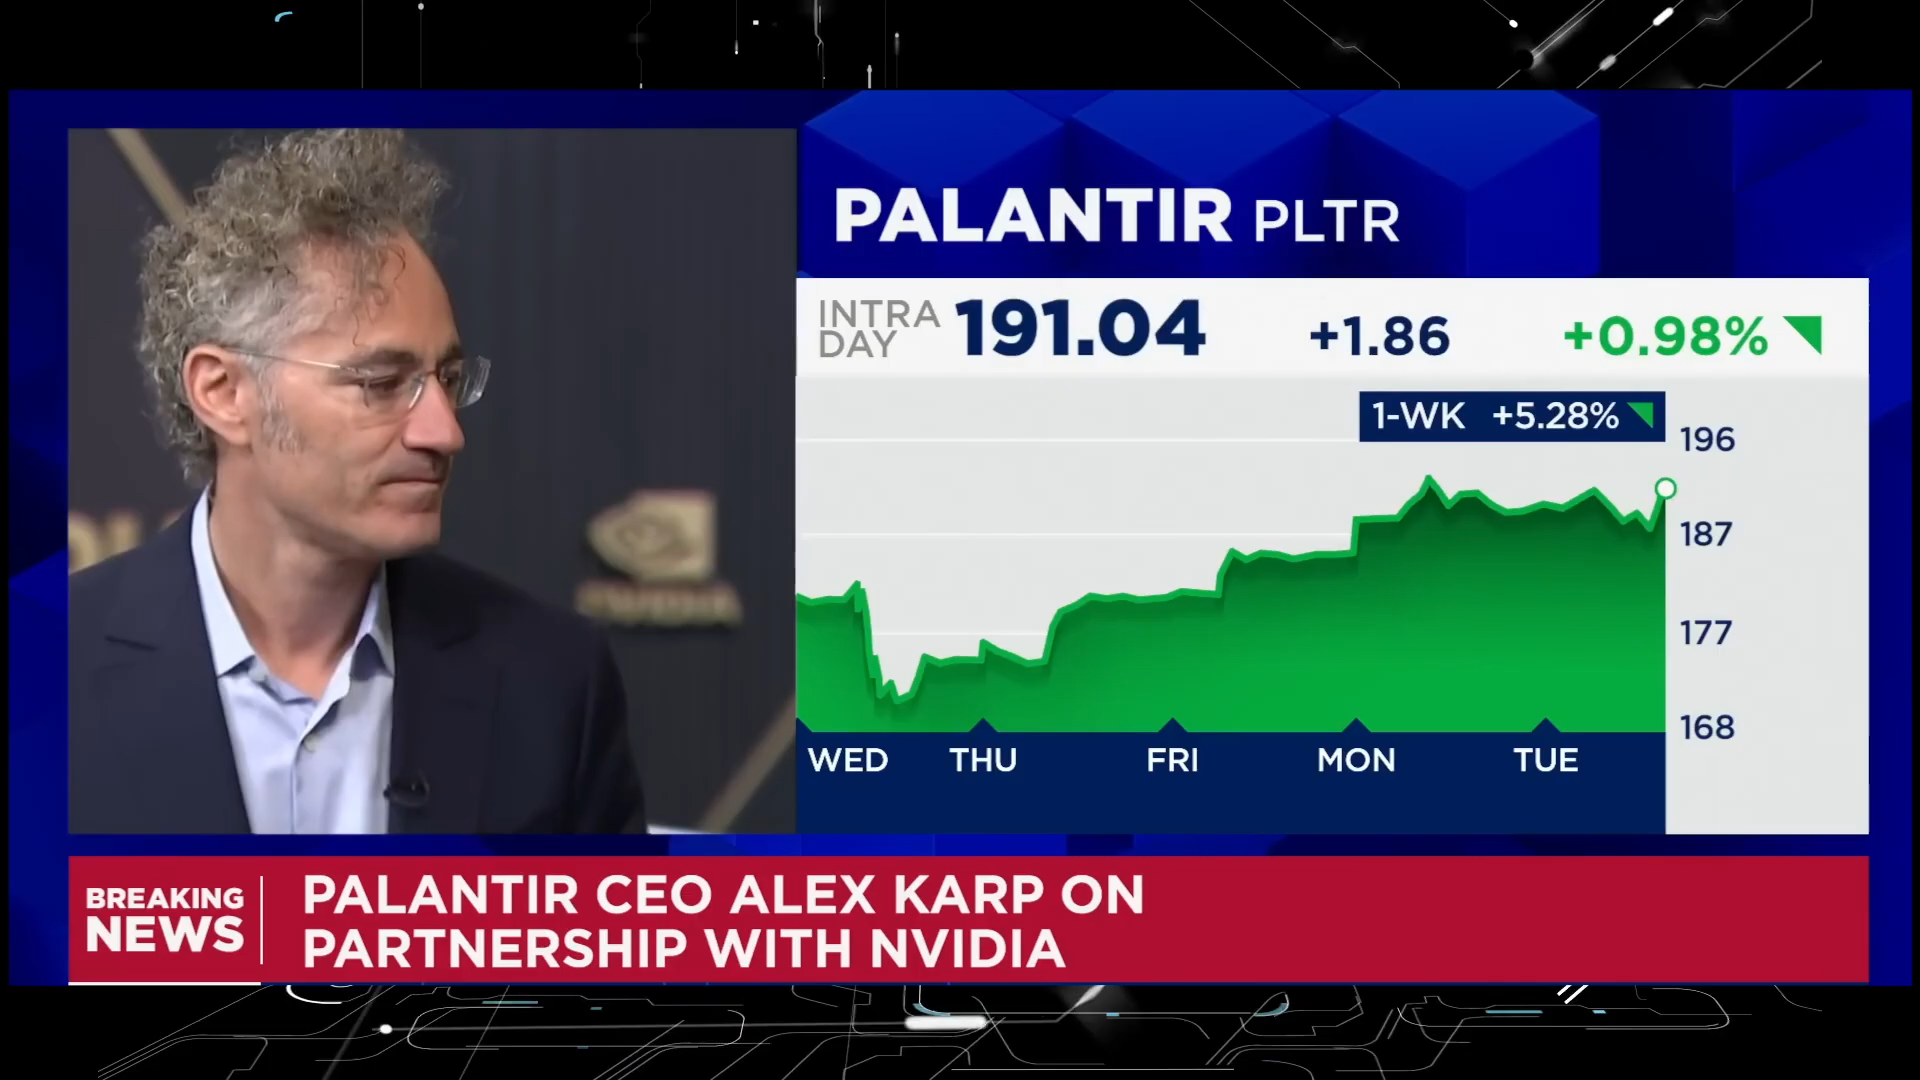 PALANTIR PLTR
INTRA DAY 191.04 +1.86 +0.98%
1-WK +5.28%
196
187
177
168
WED THU FRI MON TUE
BREAKING NEWS
PALANTIR CEO ALEX KARP ON
PARTNERSHIP WITH NVIDIA
NVIDIA